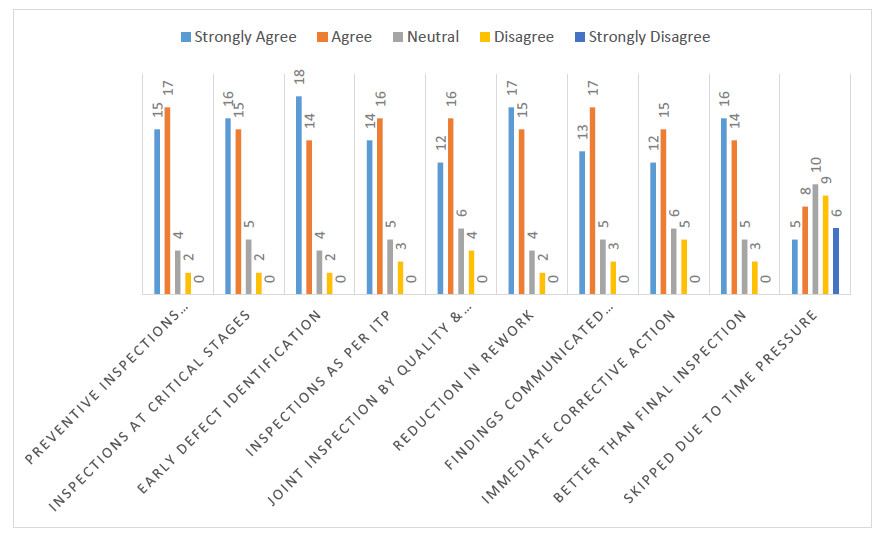 Strongly Agree Agree Neutral Disagree Strongly Disagree
15 17 4 2 0
16 15 5 2 0
18 14 4 2 0
14 16 5 3 0
12 16 6 4 0
17 15 4 2 0
13 17 5 3 0
12 15 6 5 0
16 14 5 3 0
5 8 10 9 6
PREVENTIVE INSPECTIONS…
INSPECTIONS AT CRITICAL STAGES
EARLY DEFECT IDENTIFICATION
INSPECTIONS AS PER ITP
JOINT INSPECTION BY QUALITY &…
REDUCTION IN REWORK
FINDINGS COMMUNICATED…
IMMEDIATE CORRECTIVE ACTION
BETTER THAN FINAL INSPECTION
SKIPPED DUE TO TIME PRESSURE